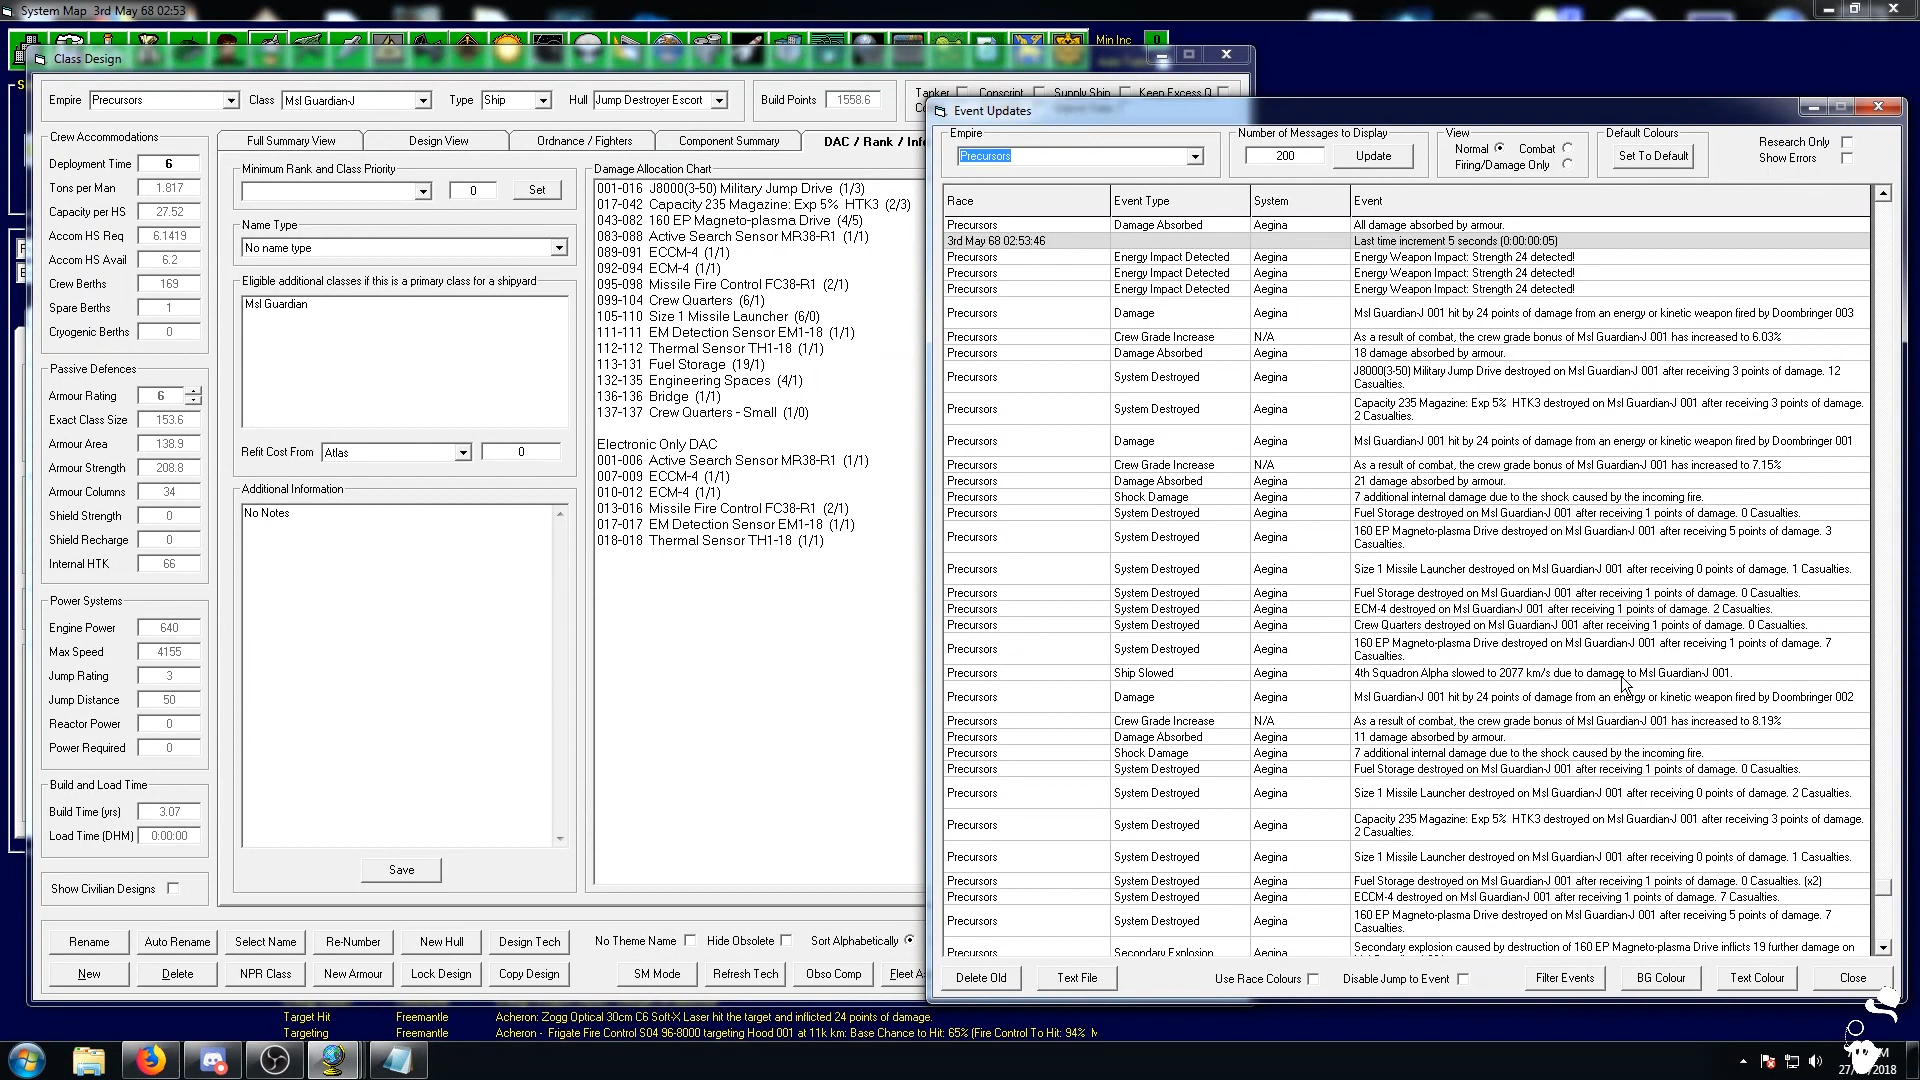 System Map 3rd May 68 02:53
Min Inc 0
Class Design
Empire Precursors Class Msl Guardian-J Type Ship Hull Jump Destroyer Escort Build Points 1558.6
Tanker Conscript Supply Ship Keep Excess Q
Crew Accommodations
Deployment Time 6
Tons per Man 1.817
Capacity per HS 27.52
Accom HS Req 6.1419
Accom HS Avail 6.2
Crew Berths 169
Spare Berths 1
Cryogenic Berths 0
Passive Defences
Armour Rating 6
Exact Class Size 153.6
Armour Area 138.9
Armour Strength 208.8
Armour Columns 34
Shield Strength 0
Shield Recharge 0
Internal HTK 66
Power Systems
Engine Power 640
Max Speed 4155
Jump Rating 3
Jump Distance 50
Reactor Power 0
Power Required 0
Build and Load Time
Build Time (yrs) 3.07
Load Time (DHM) 0:00:00
Show Civilian Designs
Full Summary View Design View Ordnance / Fighters Component Summary DAC / Rank / Info
Minimum Rank and Class Priority
0 Set
Name Type
No name type
Eligible additional classes if this is a primary class for a shipyard
Msl Guardian
Refit Cost From Atlas 0
Additional Information
No Notes
Save
Damage Allocation Chart
001-016 J8000(3-50) Military Jump Drive (1/3)
017-042 Capacity 235 Magazine: Exp 5% HTK3 (2/3)
043-082 160 EP Magneto-plasma Drive (4/5)
083-088 Active Search Sensor MR38-R1 (1/1)
089-091 ECCM-4 (1/1)
092-094 ECM-4 (1/1)
095-098 Missile Fire Control FC38-R1 (2/1)
099-104 Crew Quarters (6/1)
105-110 Size 1 Missile Launcher (6/0)
111-111 EM Detection Sensor EM1-18 (1/1)
112-112 Thermal Sensor TH1-18 (1/1)
113-131 Fuel Storage (19/1)
132-135 Engineering Spaces (4/1)
136-136 Bridge (1/1)
137-137 Crew Quarters - Small (1/0)
Electronic Only DAC
001-006 Active Search Sensor MR38-R1 (1/1)
007-009 ECCM-4 (1/1)
010-012 ECM-4 (1/1)
013-016 Missile Fire Control FC38-R1 (2/1)
017-017 EM Detection Sensor EM1-18 (1/1)
018-018 Thermal Sensor TH1-18 (1/1)
Rename Auto Rename Select Name Re-Number New Hull Design Tech No Theme Name Hide Obsolete Sort Alphabetically
New Delete NPR Class New Armour Lock Design Copy Design SM Mode Refresh Tech Obso Comp Fleet A
Event Updates
Empire
Precursors
Number of Messages to Display
200 Update
View
Normal Combat
Firing/Damage Only
Default Colours
Set To Default
Research Only
Show Errors
Race Event Type System Event
Precursors Damage Absorbed Aegina All damage absorbed by armour.
3rd May 68 02:53:46 Last time increment 5 seconds (0:00:00:05)
Precursors Energy Impact Detected Aegina Energy Weapon Impact: Strength 24 detected!
Precursors Energy Impact Detected Aegina Energy Weapon Impact: Strength 24 detected!
Precursors Energy Impact Detected Aegina Energy Weapon Impact: Strength 24 detected!
Precursors Damage Aegina Msl Guardian-J 001 hit by 24 points of damage from an energy or kinetic weapon fired by Doombringer 003
Precursors Crew Grade Increase N/A As a result of combat, the crew grade bonus of Msl Guardian-J 001 has increased to 6.03%
Precursors Damage Absorbed Aegina 18 damage absorbed by armour.
Precursors System Destroyed Aegina J8000(3-50) Military Jump Drive destroyed on Msl Guardian-J 001 after receiving 3 points of damage. 12
Casualties.
Precursors System Destroyed Aegina Capacity 235 Magazine: Exp 5% HTK3 destroyed on Msl Guardian-J 001 after receiving 3 points of damage.
2 Casualties.
Precursors Damage Aegina Msl Guardian-J 001 hit by 24 points of damage from an energy or kinetic weapon fired by Doombringer 001
Precursors Crew Grade Increase N/A As a result of combat, the crew grade bonus of Msl Guardian-J 001 has increased to 7.15%
Precursors Damage Absorbed Aegina 21 damage absorbed by armour.
Precursors Shock Damage Aegina 7 additional internal damage due to the shock caused by the incoming fire.
Precursors System Destroyed Aegina Fuel Storage destroyed on Msl Guardian-J 001 after receiving 1 points of damage. 0 Casualties.
Precursors System Destroyed Aegina 160 EP Magneto-plasma Drive destroyed on Msl Guardian-J 001 after receiving 5 points of damage. 3
Casualties.
Precursors System Destroyed Aegina Size 1 Missile Launcher destroyed on Msl Guardian-J 001 after receiving 0 points of damage. 1 Casualties.
Precursors System Destroyed Aegina Fuel Storage destroyed on Msl Guardian-J 001 after receiving 1 points of damage. 0 Casualties.
Precursors System Destroyed Aegina ECM-4 destroyed on Msl Guardian-J 001 after receiving 1 points of damage. 2 Casualties.
Precursors System Destroyed Aegina Crew Quarters destroyed on Msl Guardian-J 001 after receiving 1 points of damage. 0 Casualties.
Precursors System Destroyed Aegina 160 EP Magneto-plasma Drive destroyed on Msl Guardian-J 001 after receiving 1 points of damage. 7
Casualties.
Precursors Ship Slowed Aegina 4th Squadron Alpha slowed to 2077 km/s due to damage to Msl Guardian-J 001.
Precursors Damage Aegina Msl Guardian-J 001 hit by 24 points of damage from an energy or kinetic weapon fired by Doombringer 002
Precursors Crew Grade Increase N/A As a result of combat, the crew grade bonus of Msl Guardian-J 001 has increased to 8.19%
Precursors Damage Absorbed Aegina 11 damage absorbed by armour.
Precursors Shock Damage Aegina 7 additional internal damage due to the shock caused by the incoming fire.
Precursors System Destroyed Aegina Fuel Storage destroyed on Msl Guardian-J 001 after receiving 1 points of damage. 0 Casualties.
Precursors System Destroyed Aegina Size 1 Missile Launcher destroyed on Msl Guardian-J 001 after receiving 0 points of damage. 2 Casualties.
Precursors System Destroyed Aegina Capacity 235 Magazine: Exp 5% HTK3 destroyed on Msl Guardian-J 001 after receiving 3 points of damage.
2 Casualties.
Precursors System Destroyed Aegina Size 1 Missile Launcher destroyed on Msl Guardian-J 001 after receiving 0 points of damage. 1 Casualties.
Precursors System Destroyed Aegina Fuel Storage destroyed on Msl Guardian-J 001 after receiving 1 points of damage. 0 Casualties. (x2)
Precursors System Destroyed Aegina ECCM-4 destroyed on Msl Guardian-J 001 after receiving 1 points of damage. 7 Casualties.
Precursors System Destroyed Aegina 160 EP Magneto-plasma Drive destroyed on Msl Guardian-J 001 after receiving 5 points of damage. 7
Casualties.
Precursors Secondary Explosion Aegina Secondary explosion caused by destruction of 160 EP Magneto-plasma Drive inflicts 19 further damage on
Delete Old Text File Use Race Colours Disable Jump to Event Filter Events BG Colour Text Colour Close
Target Hit Freemantle Acheron: Zogg Optical 30cm C6 Soft-X Laser hit the target and inflicted 24 points of damage.
Targeting Freemantle Acheron - Frigate Fire Control S04 96-8000 targeting Hood 001 at 11k km: Base Chance to Hit: 65% (Fire Control To Hit: 94% M